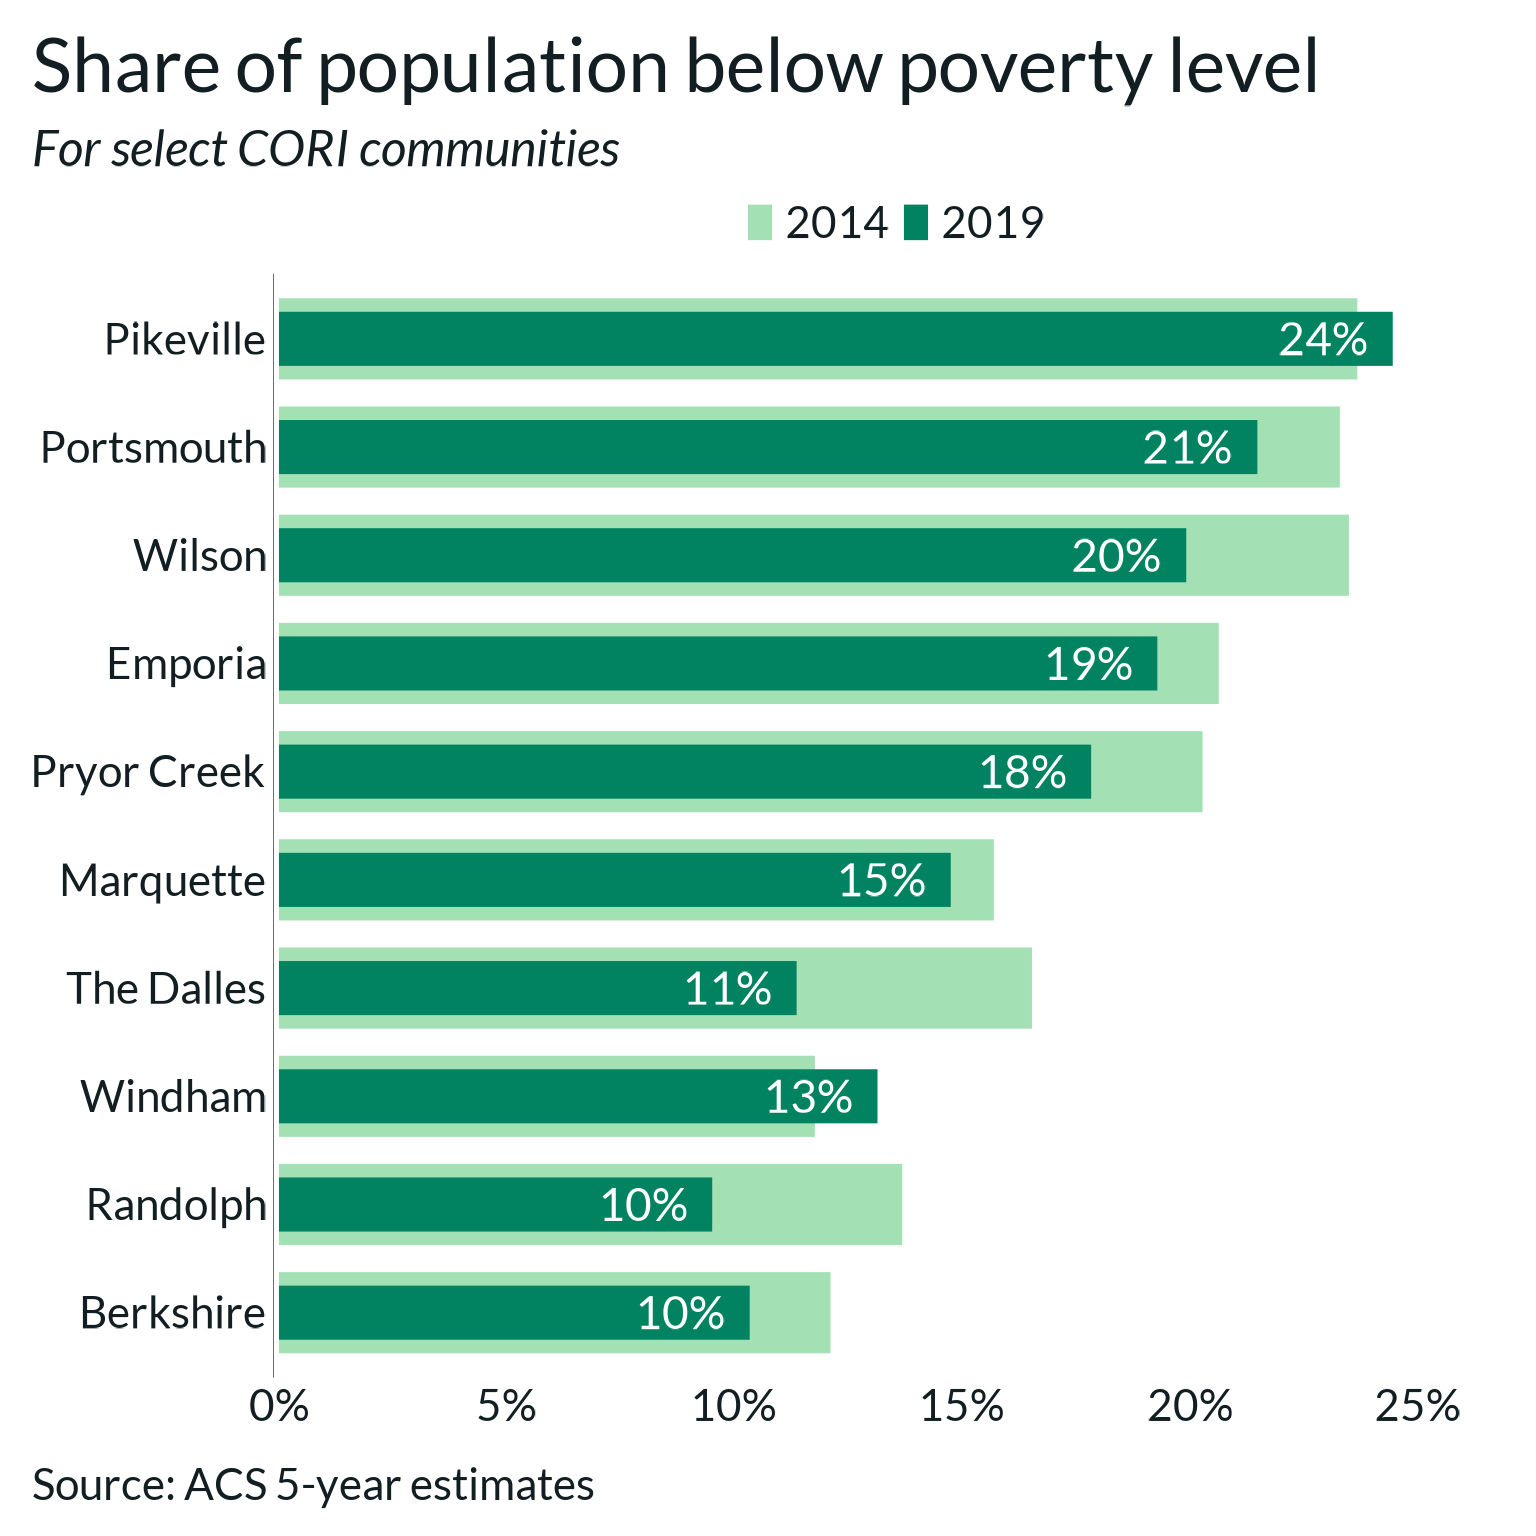 Share of population below poverty level
For select CORI communities
2014 2019
Pikeville 24%
Portsmouth 21%
Wilson 20%
Emporia 19%
Pryor Creek 18%
Marquette 15%
The Dalles 11%
Windham 13%
Randolph 10%
Berkshire 10%
0% 5% 10% 15% 20% 25%
Source: ACS 5-year estimates